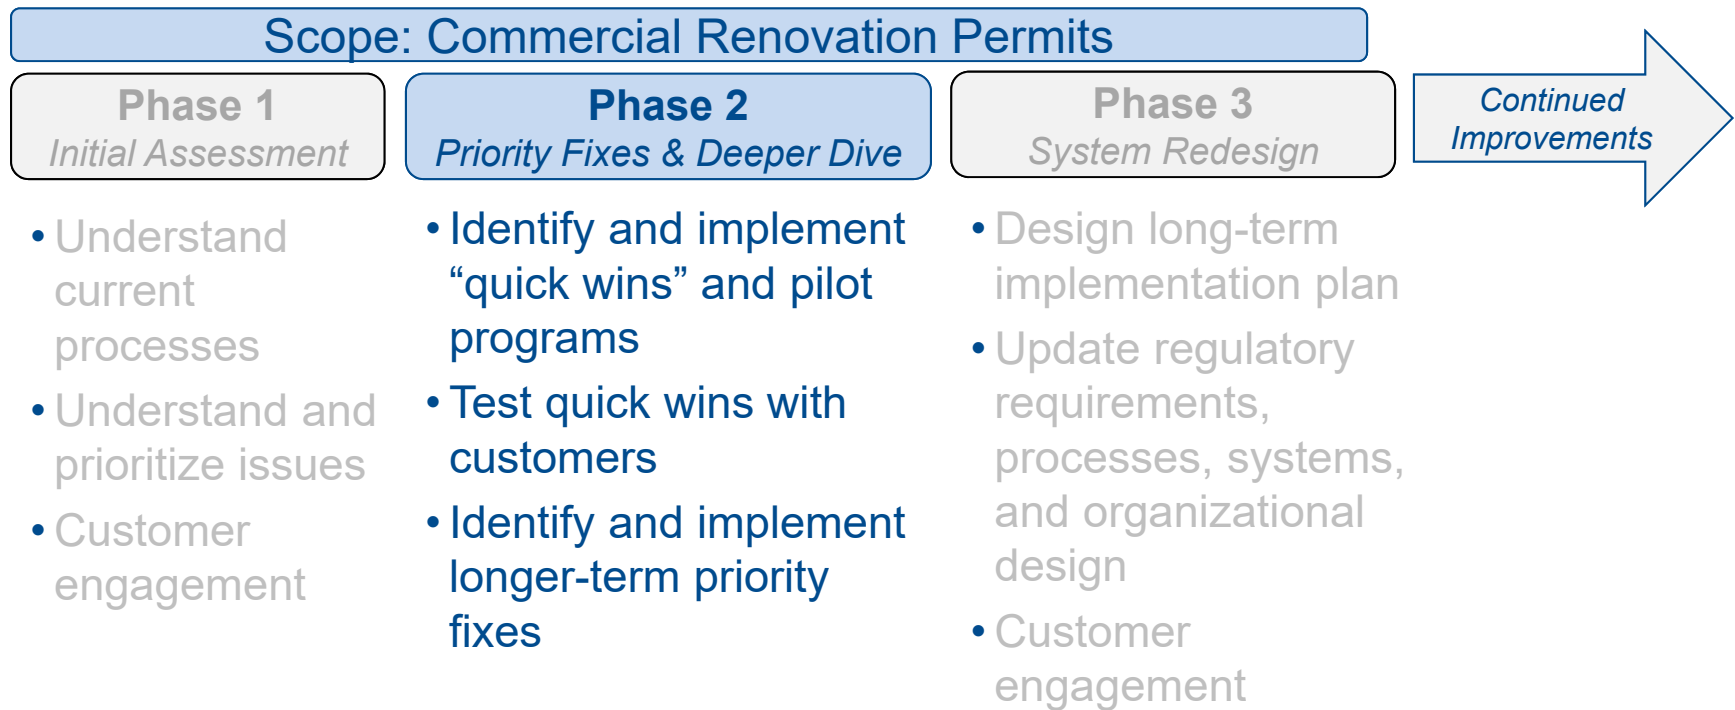 Scope: Commercial Renovation Permits
Phase 1
Initial Assessment
• Understand
current
processes
• Understand and
prioritize issues
• Customer
engagement
Phase 2
Priority Fixes & Deeper Dive
• Identify and implement
“quick wins” and pilot
programs
• Test quick wins with
customers
• Identify and implement
longer-term priority
fixes
Phase 3
System Redesign
• Design long-term
implementation plan
• Update regulatory
requirements,
processes, systems,
and organizational
design
• Customer
engagement
Continued
Improvements